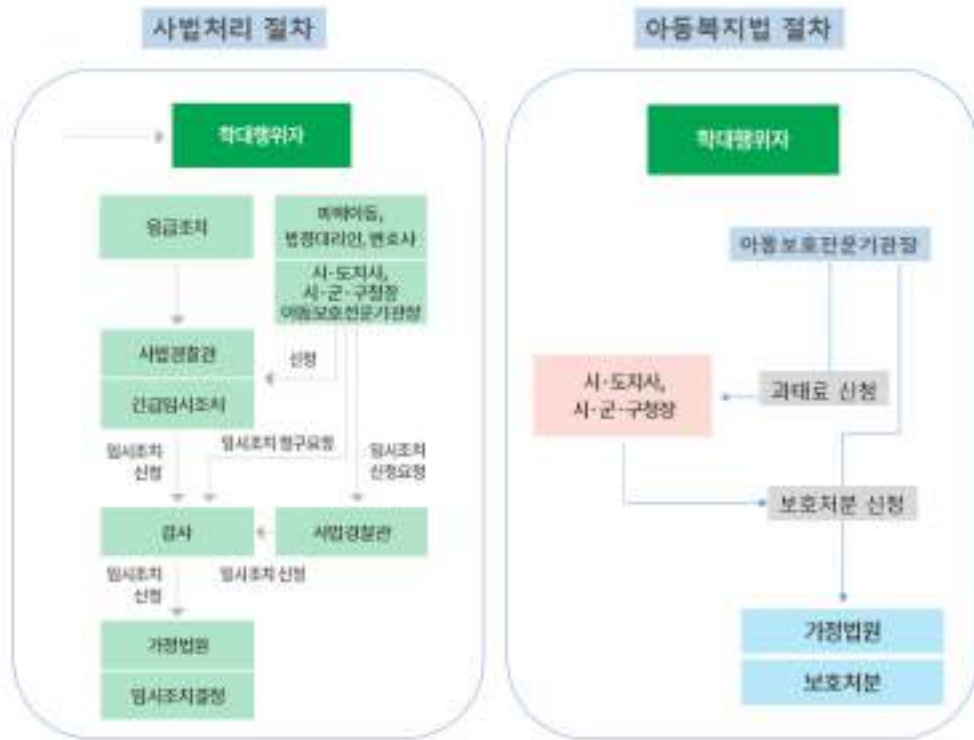 사법처리 절차
학대행위자
응급조치
피해아동,
법정대리인, 변호사
시·도지사,
시·군·구청장
아동보호전문기관장
사법경찰관
긴급임시조치
신청
임시조치
신청
임시조치 청구요청
임시조치
신청요청
검사
사법경찰관
임시조치
신청
임시조치 신청
가정법원
임시조치결정
아동복지법 절차
학대행위자
아동보호전문기관장
시·도지사,
시·군·구청장
과태료 신청
보호처분 신청
가정법원
보호처분